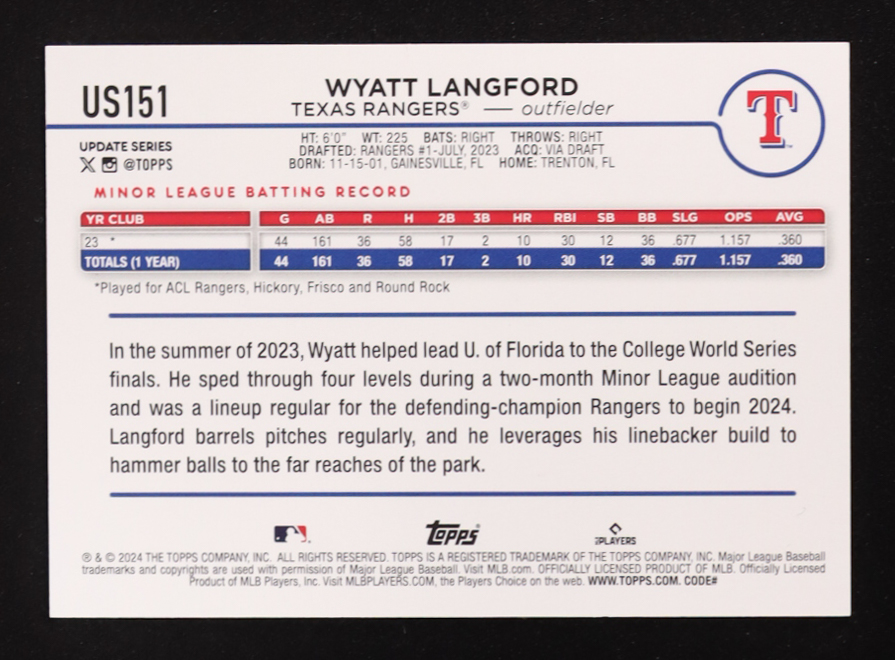 US151
WYATT LANGFORD
TEXAS RANGERS® — outfielder
T
UPDATE SERIES
@TOPPS
HT: 6'0" WT: 225 BATS: RIGHT THROWS: RIGHT
DRAFTED: RANGERS #1-JULY, 2023 ACQ: VIA DRAFT
BORN: 11-15-01, GAINESVILLE, FL HOME: TRENTON, FL
MINOR LEAGUE BATTING RECORD
YR CLUB G AB R H 2B 3B HR RBI SB BB SLG OPS AVG
23 * 44 161 36 58 17 2 10 30 12 36 .677 1.157 .360
TOTALS (1 YEAR) 44 161 36 58 17 2 10 30 12 36 .677 1.157 .360
*Played for ACL Rangers, Hickory, Frisco and Round Rock
In the summer of 2023, Wyatt helped lead U. of Florida to the College World Series
finals. He sped through four levels during a two-month Minor League audition
and was a lineup regular for the defending-champion Rangers to begin 2024.
Langford barrels pitches regularly, and he leverages his linebacker build to
hammer balls to the far reaches of the park.
Topps
PLAYERS
® & © 2024 THE TOPPS COMPANY, INC. ALL RIGHTS RESERVED. TOPPS IS A REGISTERED TRADEMARK OF THE TOPPS COMPANY, INC. Major League Baseball
trademarks and copyrights are used with permission of Major League Baseball. Visit MLB.com. OFFICIALLY LICENSED PRODUCT OF MLB. Officially Licensed
Product of MLB Players, Inc. Visit MLBPLAYERS.COM, the Players Choice on the web. WWW.TOPPS.COM. CODE#